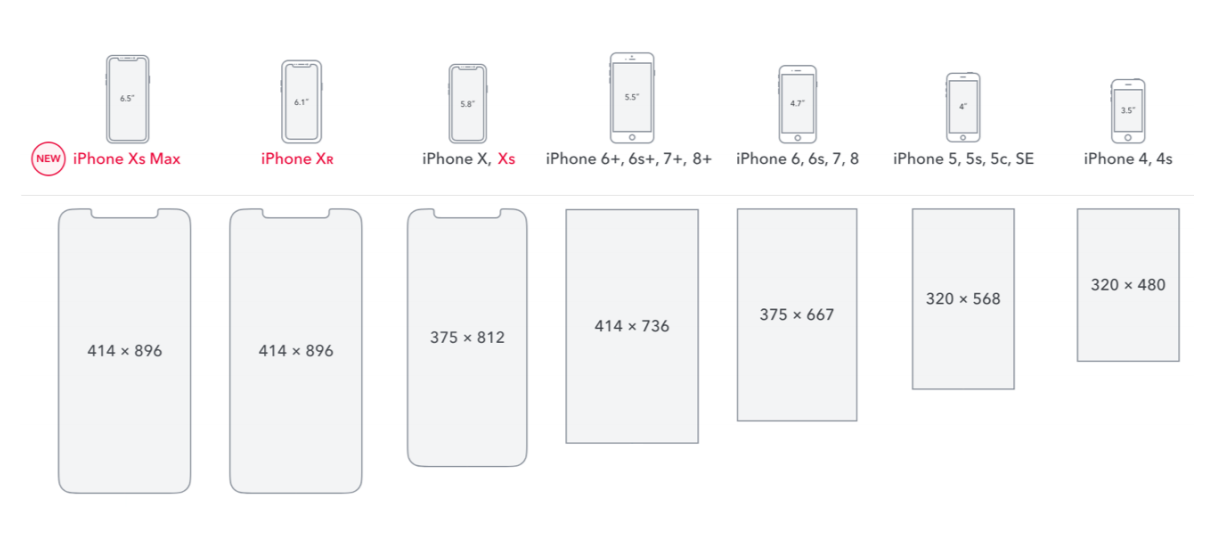 6.5"
6.1"
5.8"
5.5"
4.7"
4"
3.5"
NEW iPhone Xs Max
iPhone XR
iPhone X, Xs
iPhone 6+, 6s+, 7+, 8+
iPhone 6, 6s, 7, 8
iPhone 5, 5s, 5c, SE
iPhone 4, 4s
414 × 896
414 × 896
375 × 812
414 × 736
375 × 667
320 × 568
320 × 480